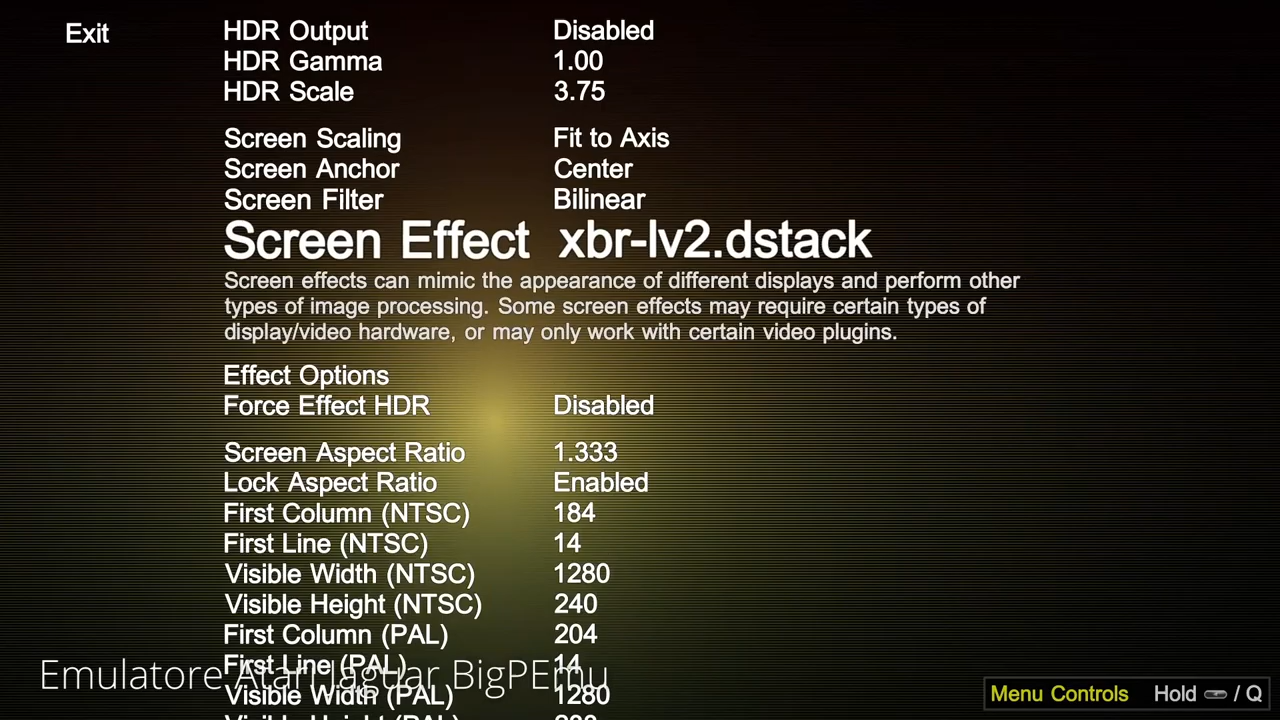 Exit
HDR Output Disabled
HDR Gamma 1.00
HDR Scale 3.75
Screen Scaling Fit to Axis
Screen Anchor Center
Screen Filter Bilinear
Screen Effect xbr-lv2.dstack
Screen effects can mimic the appearance of different displays and perform other
types of image processing. Some screen effects may require certain types of
display/video hardware, or may only work with certain video plugins.
Effect Options
Force Effect HDR Disabled
Screen Aspect Ratio 1.333
Lock Aspect Ratio Enabled
First Column (NTSC) 184
First Line (NTSC) 14
Visible Width (NTSC) 1280
Visible Height (NTSC) 240
First Column (PAL) 204
First Line (PAL) 14
Emulatore Atari Jaguar BigPEmu
Visible Width (PAL) 1280
Menu Controls Hold / Q